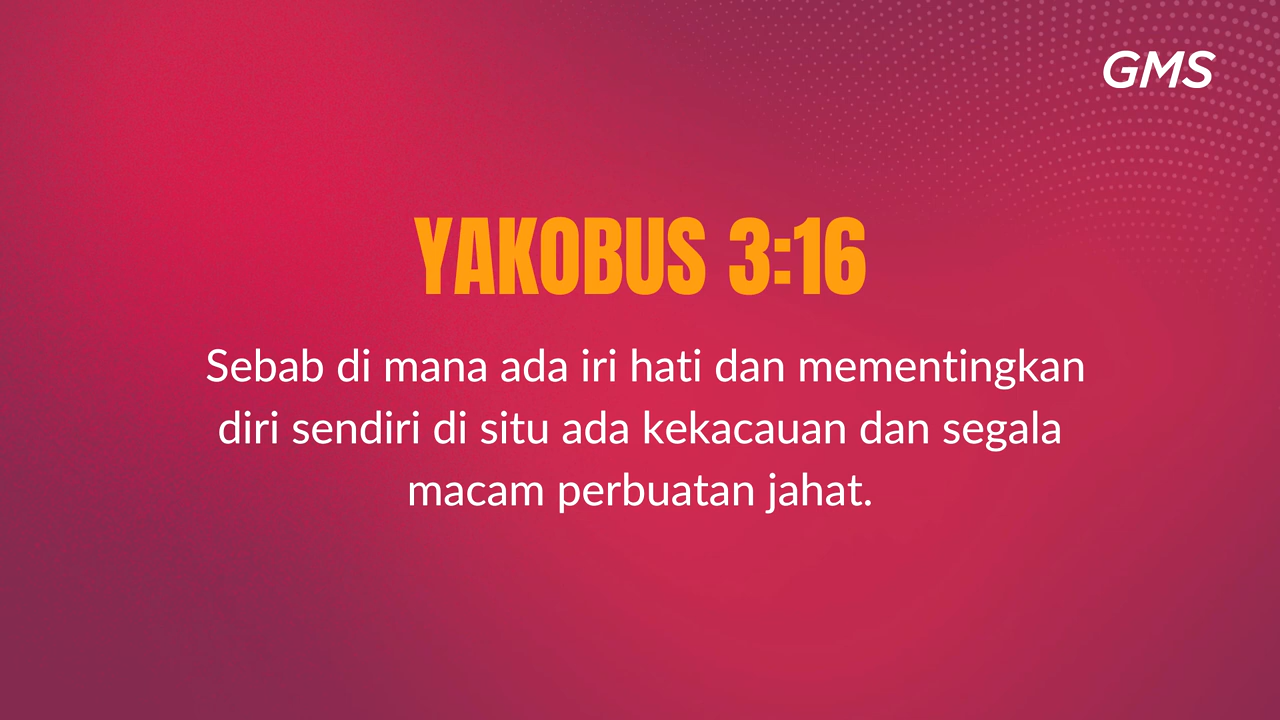 GMS
YAKOBUS 3:16
Sebab di mana ada iri hati dan mementingkan
diri sendiri di situ ada kekacauan dan segala
macam perbuatan jahat.